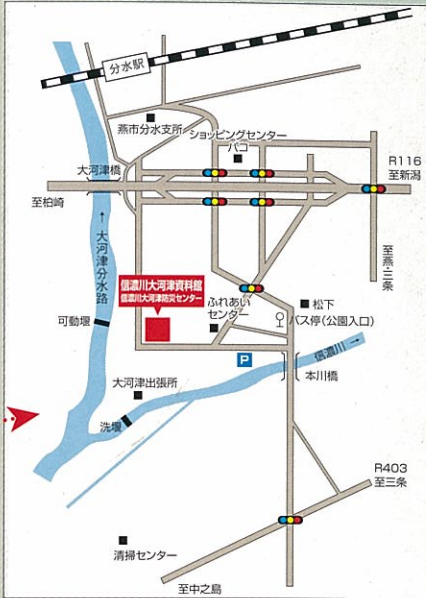 分水駅
燕市分水支所
ショッピングセンター
パコ
大河津橋
R116
至新潟
至柏崎
↑大河津分水路
至燕・三条
信濃川大河津資料館
信濃川大河津防災センター
ふれあい
センター
松下
バス停(公園入口)
可動堰
P
信濃川→
本川橋
大河津出張所
洗堰
R403
至三条
清掃センター
至中之島